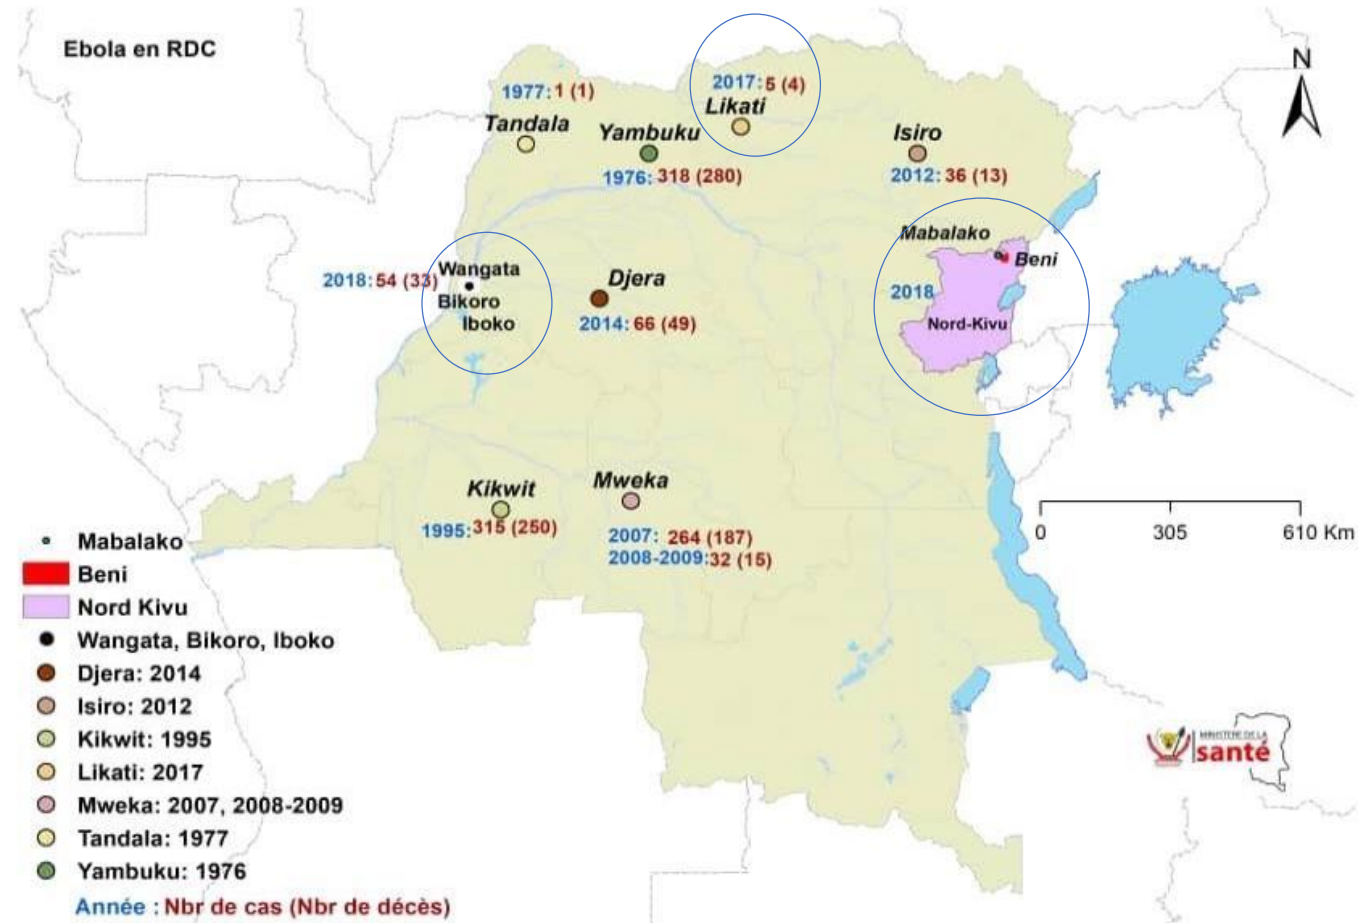 Ebola en RDC
N
1977: 1 (1)
Tandala
Yambuku
1976: 318 (280)
2017: 5 (4)
Likati
Isiro
2012: 36 (13)
Mabalako
Beni
2018
Nord-Kivu
2018: 54 (33)
Wangata
Bikoro
Iboko
Djera
2014: 66 (49)
Kikwit
1995: 315 (250)
Mweka
2007: 264 (187)
2008-2009: 32 (15)
0 305 610 Km
Mabalako
Beni
Nord Kivu
Wangata, Bikoro, Iboko
Djera: 2014
Isiro: 2012
Kikwit: 1995
Likati: 2017
Mweka: 2007, 2008-2009
Tandala: 1977
Yambuku: 1976
Année : Nbr de cas (Nbr de décès)
MINISTERE DE LA
santé